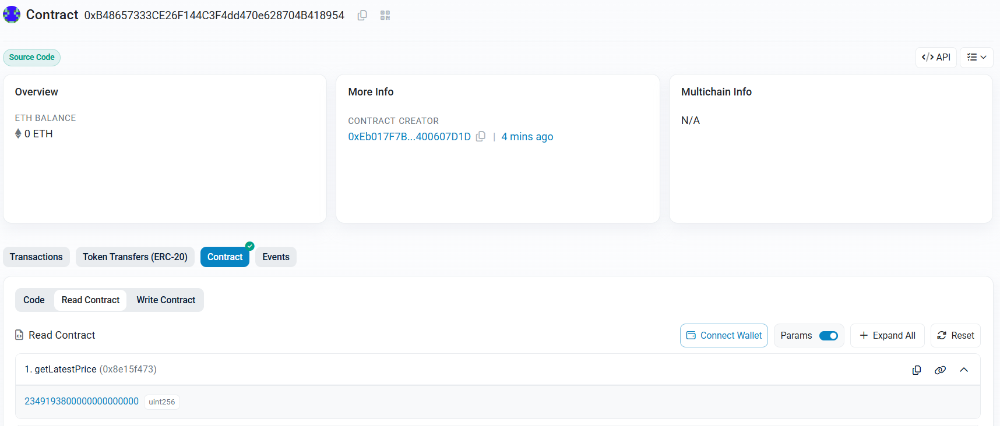 Contract 0xB48657333CE26F144C3F4dd470e628704B418954
Source Code
</> API
Overview
ETH BALANCE
0 ETH
More Info
CONTRACT CREATOR
0xEb017F7B...400607D1D | 4 mins ago
Multichain Info
N/A
Transactions
Token Transfers (ERC-20)
Contract
Events
Code
Read Contract
Write Contract
Read Contract
Connect Wallet
Params
Expand All
Reset
1. getLatestPrice (0x8e15f473)
2349193800000000000000 uint256